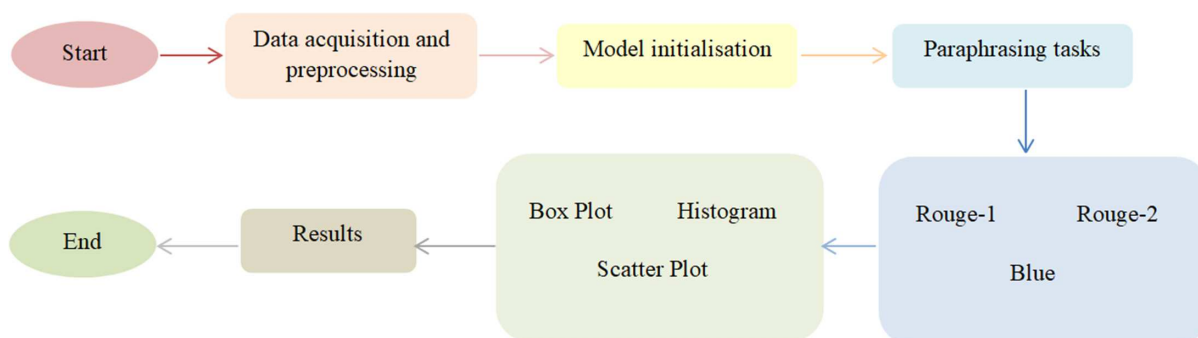 Start
Data acquisition and
preprocessing
Model initialisation
Paraphrasing tasks
Rouge-1
Rouge-2
Blue
Box Plot
Histogram
Scatter Plot
Results
End